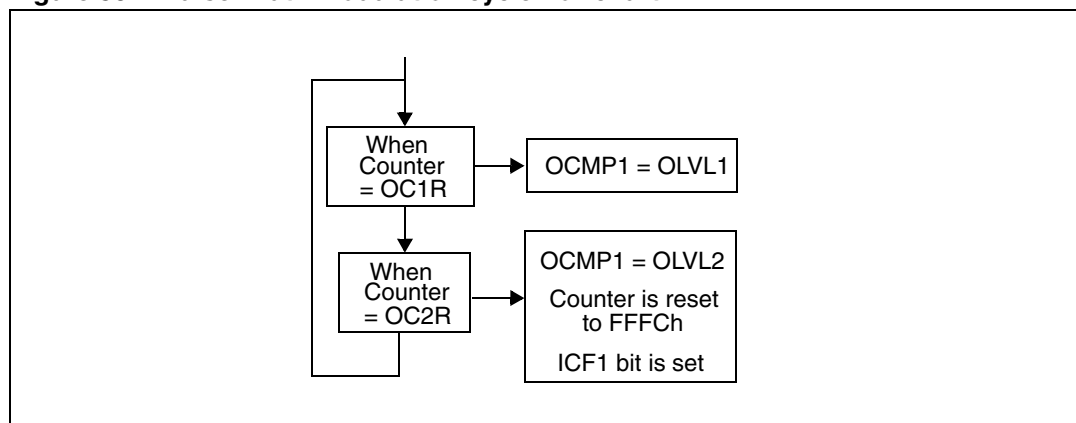 When
Counter
= OC1R
OCMP1 = OLVL1
When
Counter
= OC2R
OCMP1 = OLVL2
Counter is reset
to FFFCh
ICF1 bit is set